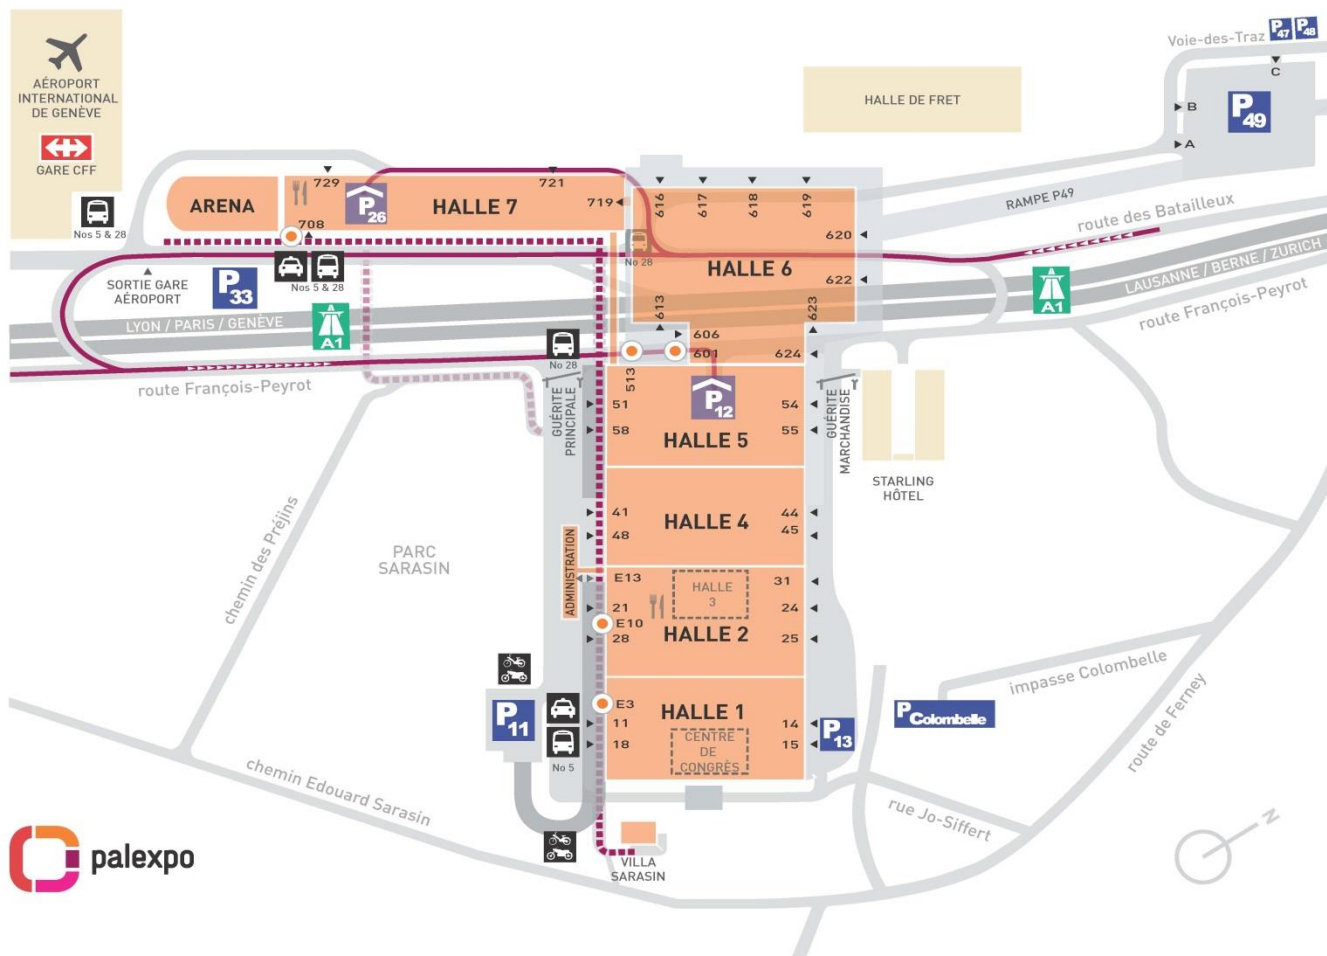 AÉROPORT
INTERNATIONAL
DE GENÈVE
GARE CFF
Nos 5 & 28
Voie-des-Traz
P47
P48
C
B
A
P49
HALLE DE FRET
RAMPE P49
route des Batailleux
LAUSANNE / BERNE / ZURICH
route François-Peyrot
A1
729
721
719
ARENA
P26
HALLE 7
708
616
617
618
619
620
622
No 28
HALLE 6
613
623
606
601
624
SORTIE GARE
AÉROPORT
P33
Nos 5 & 28
A1
LYON / PARIS / GENÈVE
No 28
route François-Peyrot
513
P12
GUÉRITE
PRINCIPALE
GUÉRITE
MARCHANDISE
51
54
58
HALLE 5
55
STARLING
HÔTEL
41
44
HALLE 4
48
45
chemin des Préjins
PARC
SARASIN
ADMINISTRATION
E13
HALLE
3
31
21
24
E10
28
HALLE 2
25
E3
HALLE 1
11
14
18
CENTRE
DE
CONGRÈS
15
P11
No 5
P13
P Colombelle
impasse Colombelle
route de Ferney
rue Jo-Siffert
chemin Edouard Sarasin
VILLA
SARASIN
palexpo
N